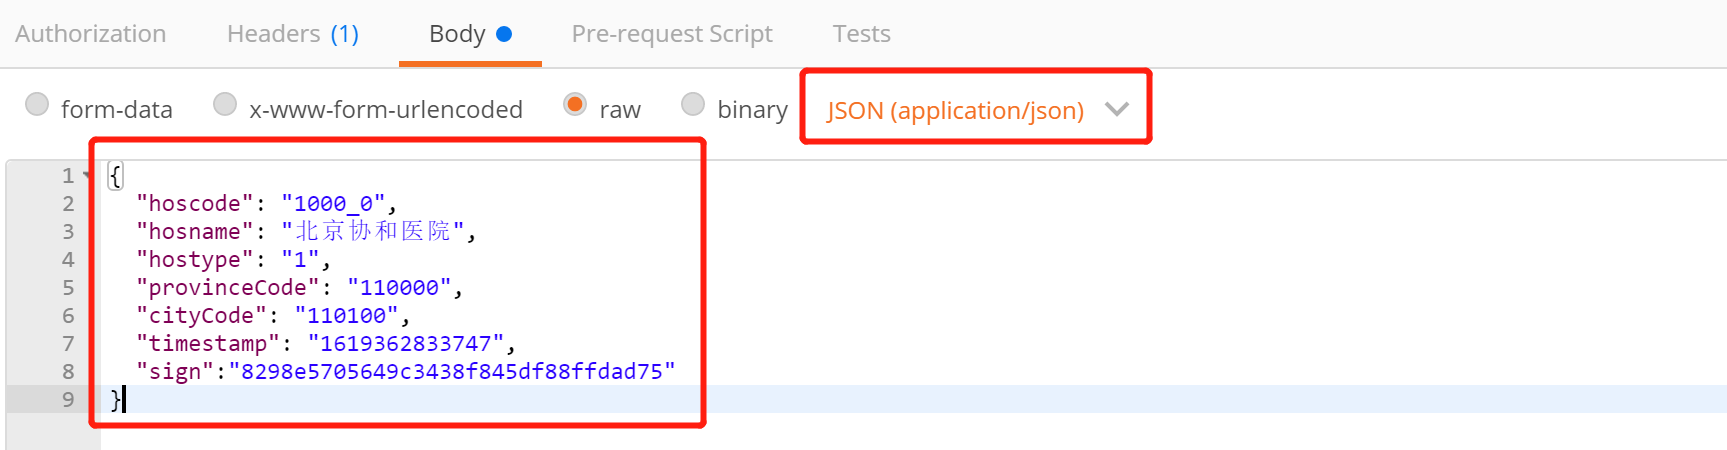 Authorization Headers (1) Body Pre-request Script Tests
form-data x-www-form-urlencoded raw binary JSON (application/json)
1 {
2 "hoscode": "1000_0",
3 "hosname": "北京协和医院",
4 "hostype": "1",
5 "provinceCode": "110000",
6 "cityCode": "110100",
7 "timestamp": "1619362833747",
8 "sign":"8298e5705649c3438f845df88ffdad75"
9 }